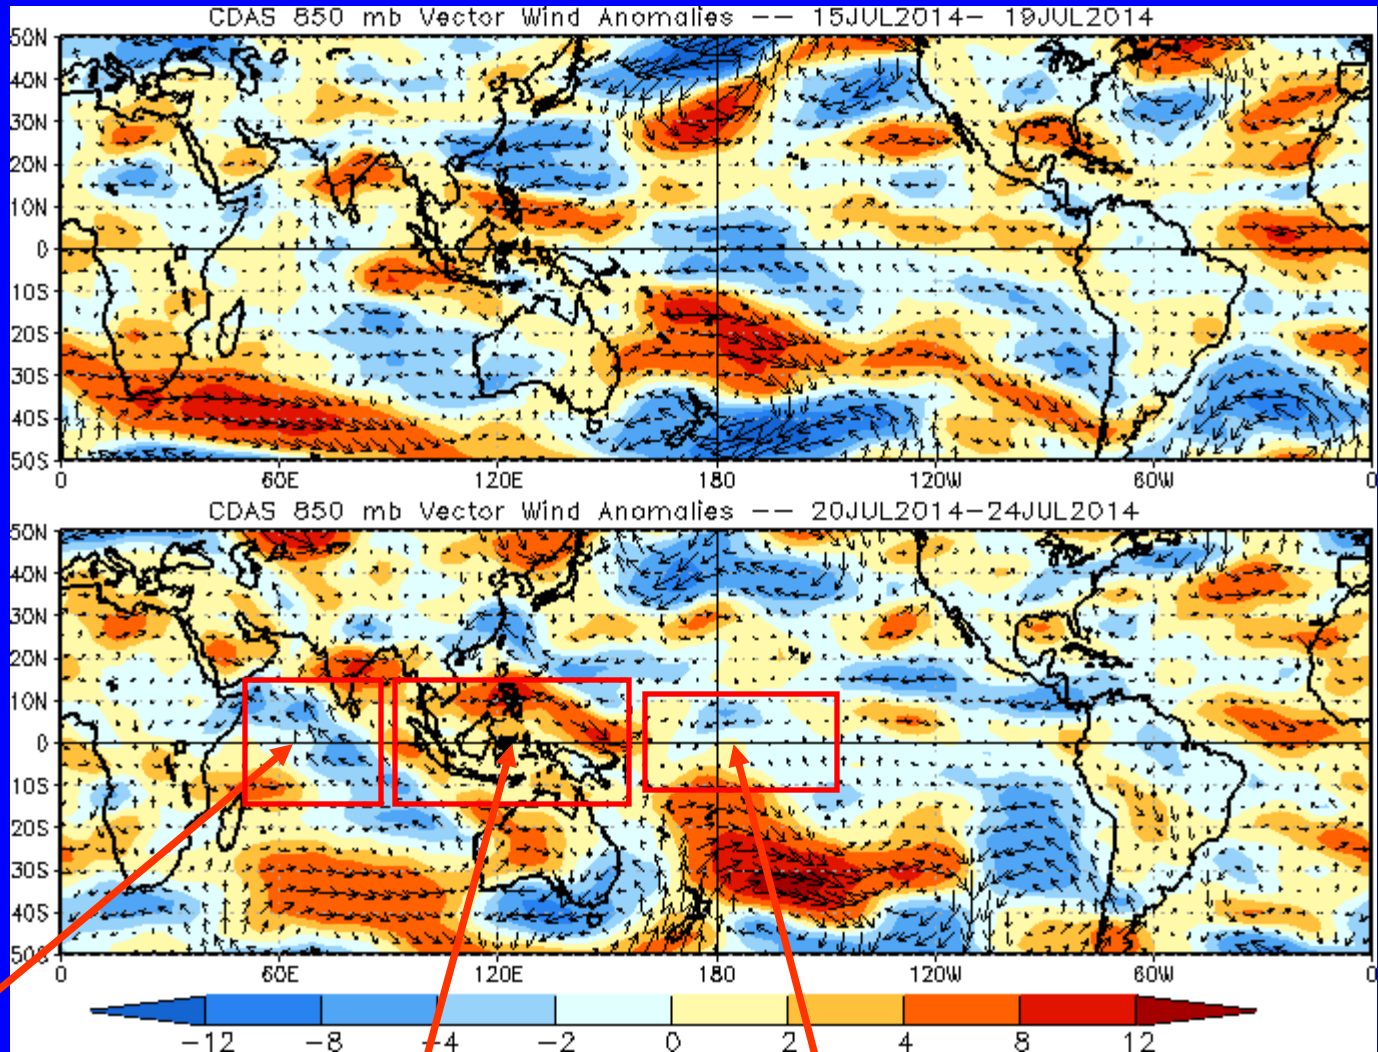 CDAS 850 mb Vector Wind Anomalies -- 15JUL2014- 19JUL2014
50N
40N
30N
20N
10N
0
10S
20S
30S
40S
50S
0 60E 120E 180 120W 60W 0
CDAS 850 mb Vector Wind Anomalies -- 20JUL2014-24JUL2014
50N
40N
30N
20N
10N
0
10S
20S
30S
40S
50S
0 60E 120E 180 120W 60W 0
-12 -8 -4 -2 0 2 4 8 12